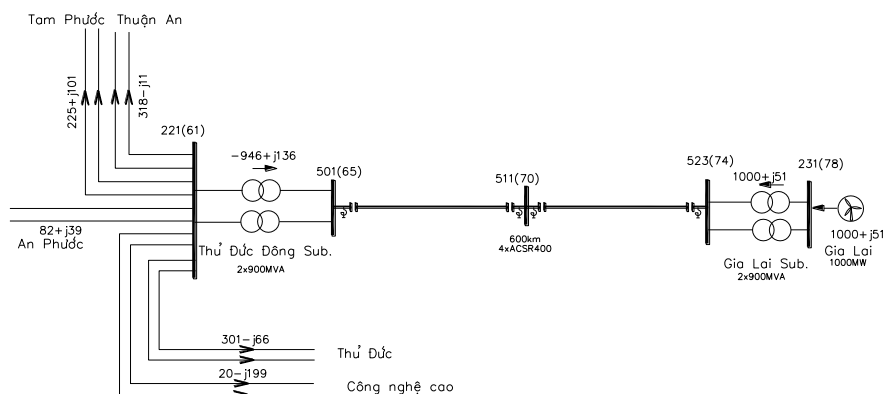 Tam Phước
Thuận An
225+j101
318-j11
221(61)
-946+j136
501(65)
511(70)
523(74)
231(78)
1000+j51
82+j39
An Phước
Thủ Đức Đông Sub.
2x900MVA
600km
4xACSR400
Gia Lai Sub.
2x900MVA
1000+j51
Gia Lai
1000MW
301-j66
Thủ Đức
20-j199
Công nghệ cao